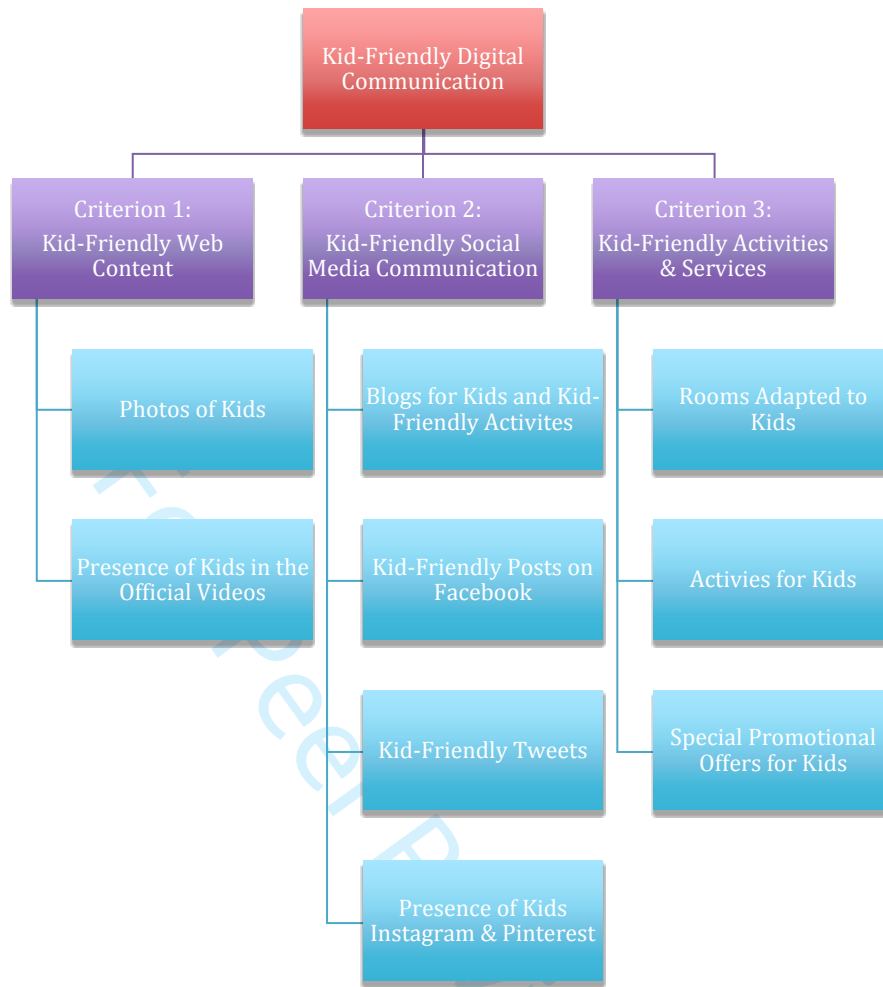 Kid-Friendly Digital
Communication
Criterion 1:
Kid-Friendly Web
Content
Criterion 2:
Kid-Friendly Social
Media Communication
Criterion 3:
Kid-Friendly Activities
& Services
Photos of Kids
Blogs for Kids and Kid-
Friendly Activites
Rooms Adapted to
Kids
Presence of Kids in the
Official Videos
Kid-Friendly Posts on
Facebook
Activies for Kids
Kid-Friendly Tweets
Special Promotional
Offers for Kids
Presence of Kids
Instagram & Pinterest
Peer